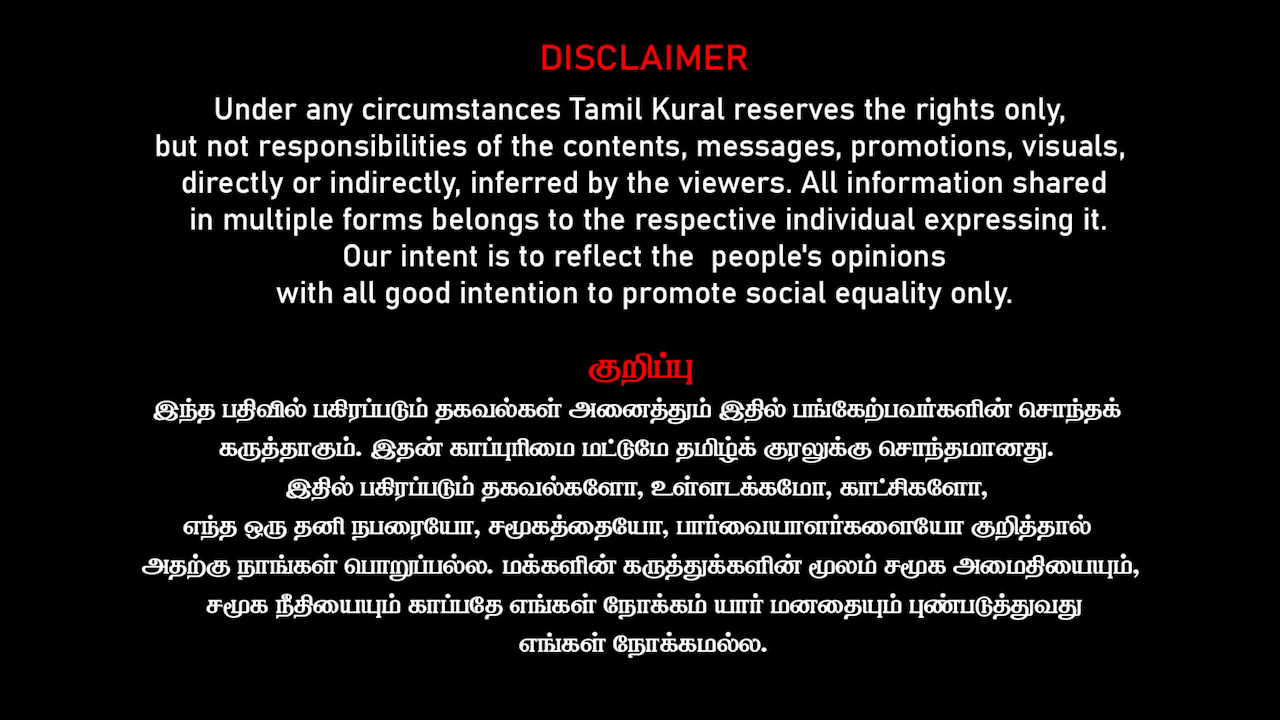 DISCLAIMER
Under any circumstances Tamil Kural reserves the rights only,
but not responsibilities of the contents, messages, promotions, visuals,
directly or indirectly, inferred by the viewers. All information shared
in multiple forms belongs to the respective individual expressing it.
Our intent is to reflect the people's opinions
with all good intention to promote social equality only.
குறிப்பு
இந்த பதிவில் பகிரப்படும் தகவல்கள் அனைத்தும் இதில் பங்கேற்பவர்களின் சொந்தக்
கருத்தாகும். இதன் காப்புரிமை மட்டுமே தமிழ்க் குரலுக்கு சொந்தமானது.
இதில் பகிரப்படும் தகவல்களோ, உள்ளடக்கமோ, காட்சிகளோ,
எந்த ஒரு தனி நபரையோ, சமூகத்தையோ, பார்வையாளர்களையோ குறித்தால்
அதற்கு நாங்கள் பொறுப்பல்ல. மக்களின் கருத்துக்களின் மூலம் சமூக அமைதியையும்,
சமூக நீதியையும் காப்பதே எங்கள் நோக்கம் யார் மனதையும் புண்படுத்துவது
எங்கள் நோக்கமல்ல.